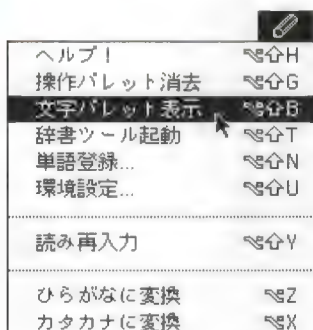 ヘルプ! ⌥⇧H
操作パレット消去 ⌥⇧G
文字パレット表示 ⌥⇧B
辞書ツール起動 ⌥⇧T
単語登録... ⌥⇧N
環境設定... ⌥⇧U
読み再入力 ⌥⇧Y
ひらがなに変換 ⌥Z
カタカナに変換 ⌥X